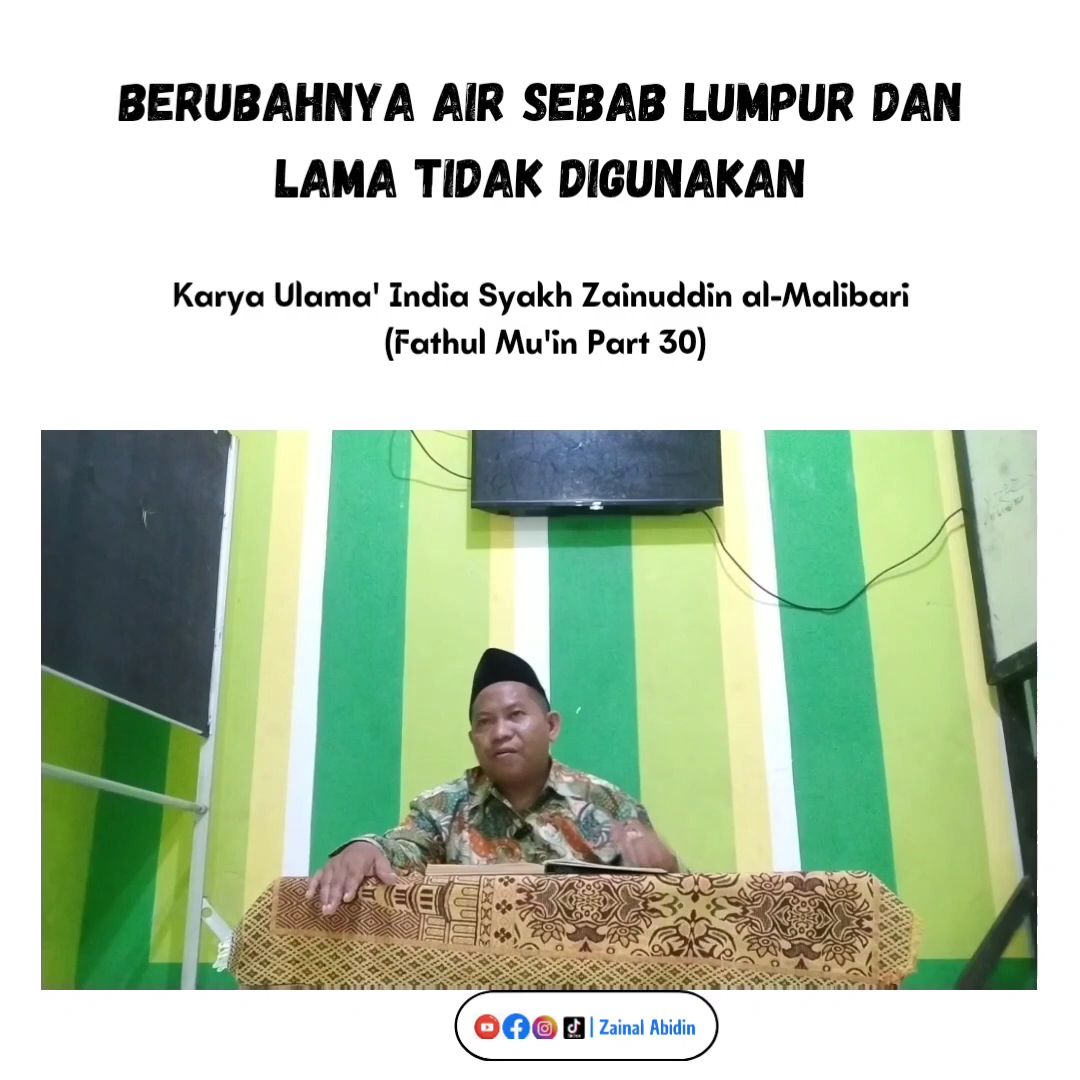 BERUBAHNYA AIR SEBAB LUMPUR DAN
LAMA TIDAK DIGUNAKAN
Karya Ulama' India Syakh Zainuddin al-Malibari
(Fathul Mu'in Part 30)
| Zainal Abidin